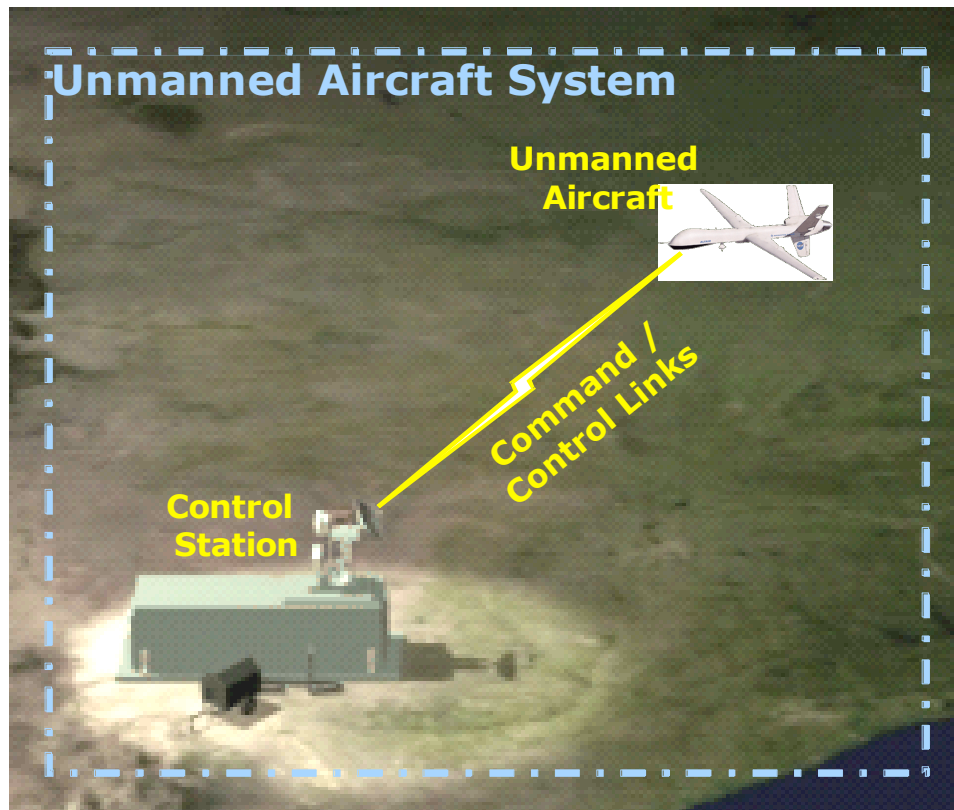 Unmanned Aircraft System
Unmanned
Aircraft
Command /
Control Links
Control
Station